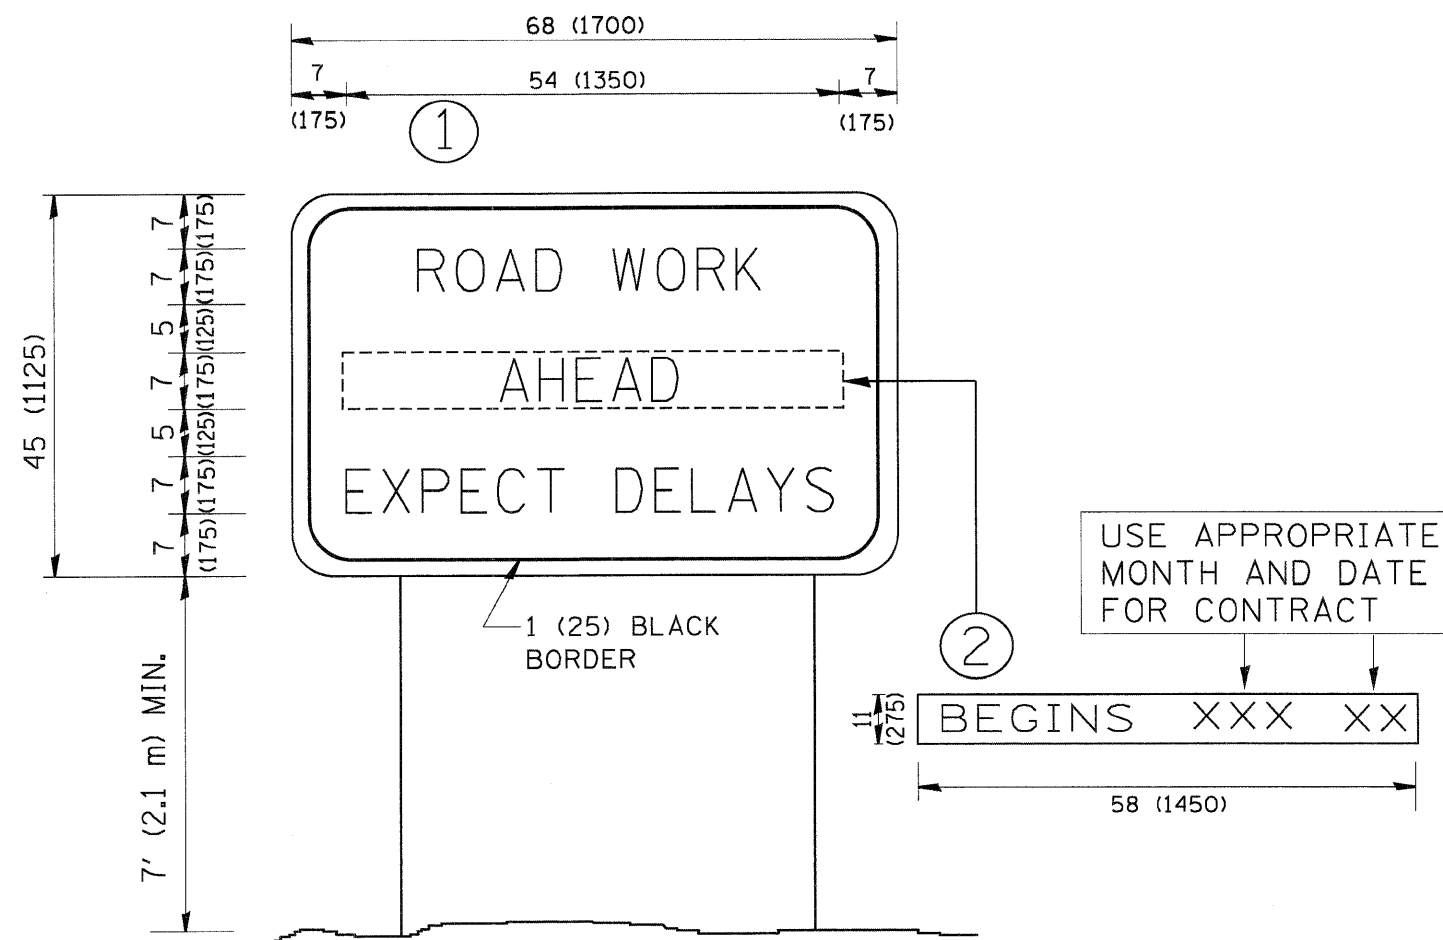 68 (1700)
7
54 (1350)
7
(175)
(175)
1
45 (1125)
7 (175)
7 (175)
5 (125)
7 (175)
5 (125)
7 (175)
7 (175)
ROAD WORK
AHEAD
EXPECT DELAYS
1 (25) BLACK
BORDER
7' (2.1 m) MIN.
2
USE APPROPRIATE
MONTH AND DATE
FOR CONTRACT
11
(275)
BEGINS XXX XX
58 (1450)